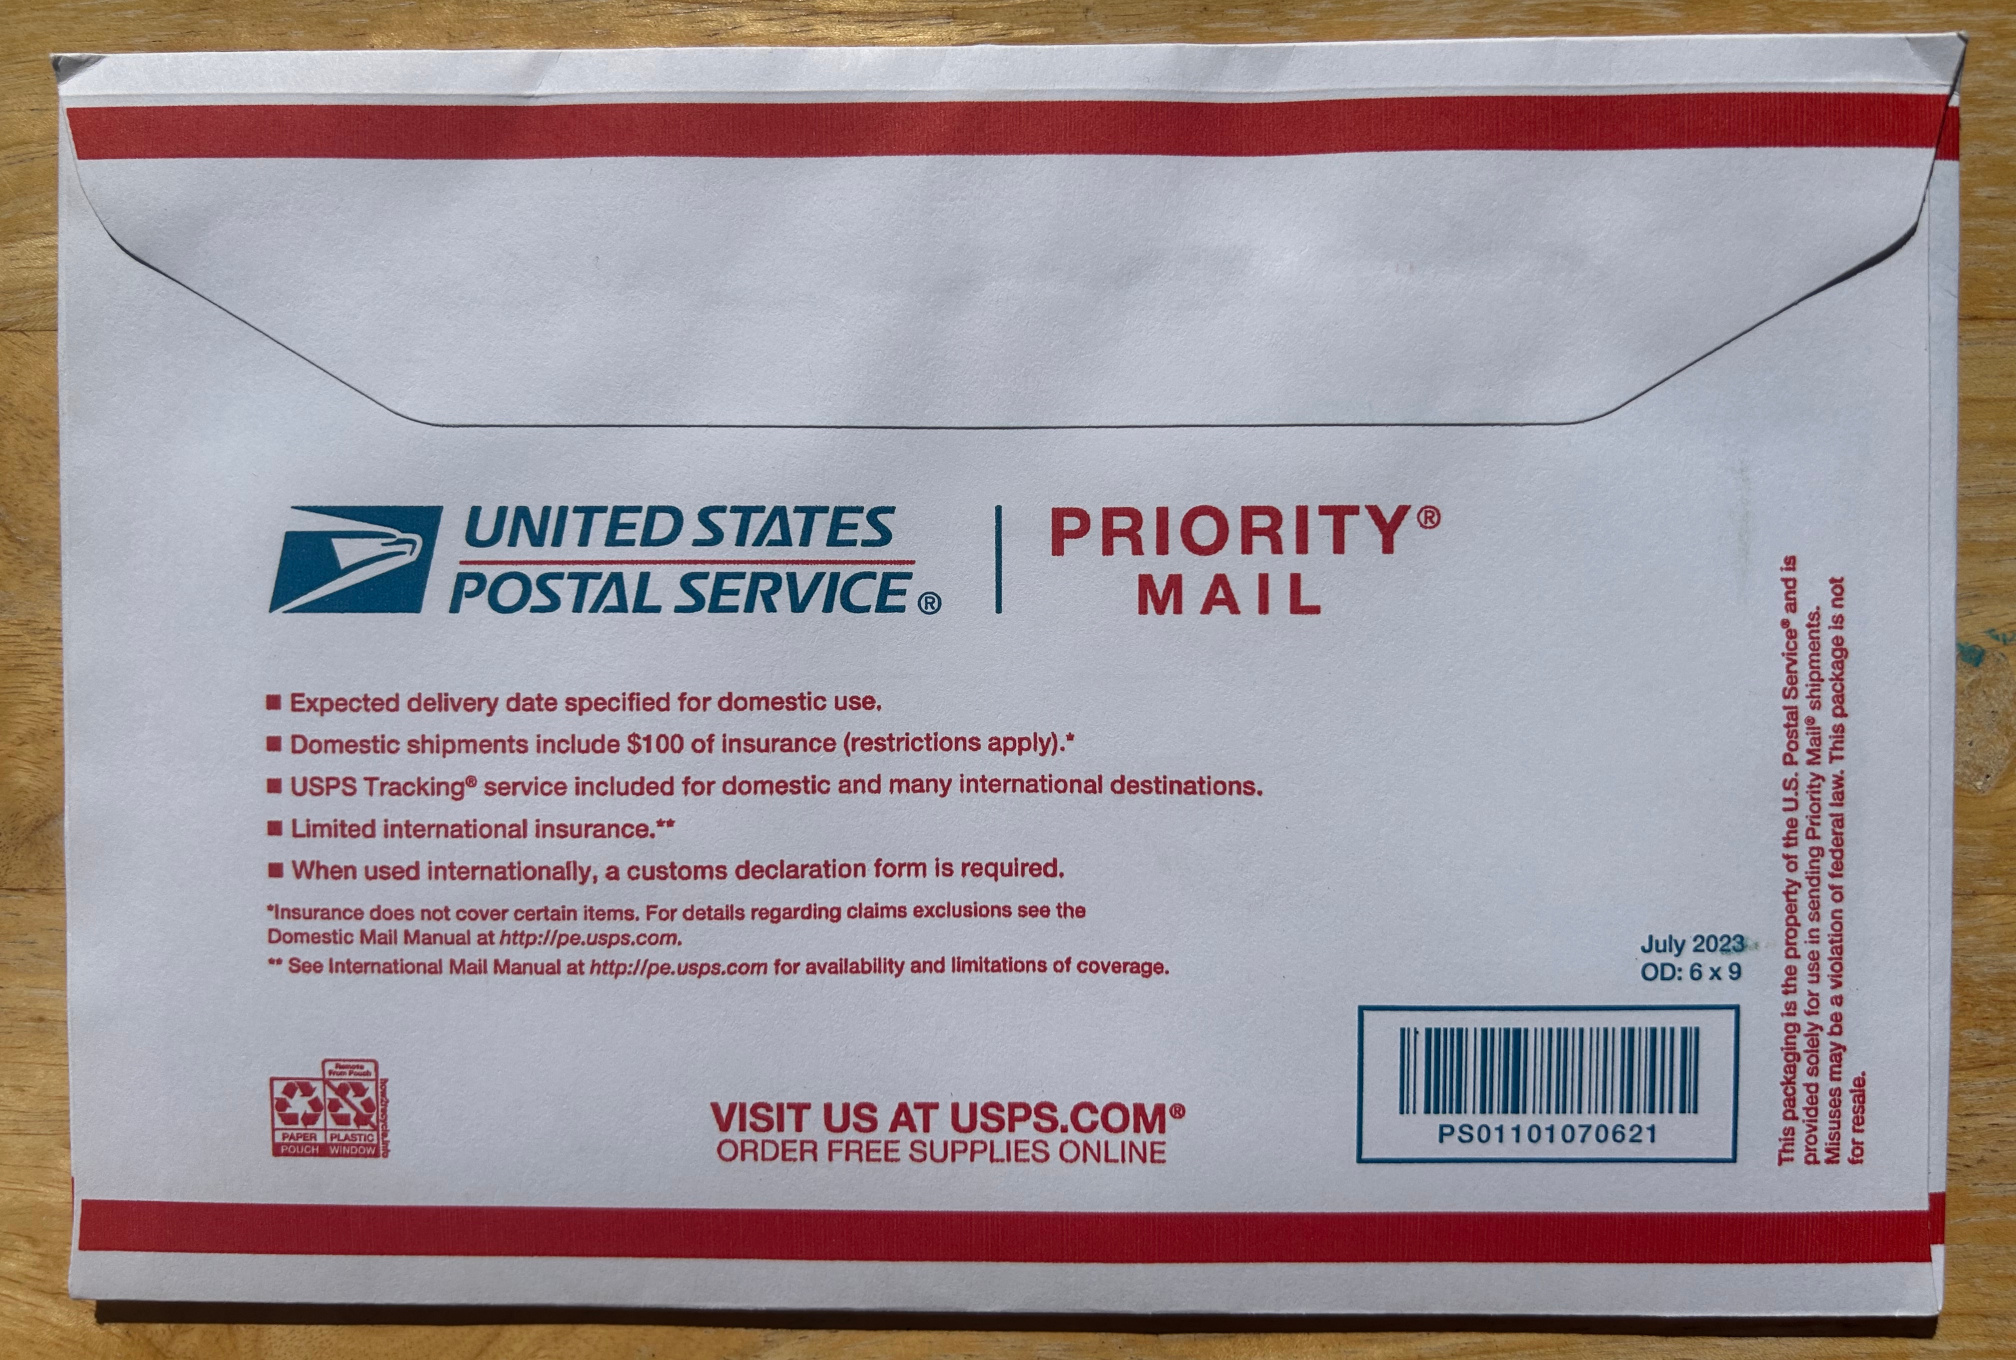 UNITED STATES
POSTAL SERVICE®
PRIORITY®
MAIL
■ Expected delivery date specified for domestic use.
■ Domestic shipments include $100 of insurance (restrictions apply).*
■ USPS Tracking® service included for domestic and many international destinations.
■ Limited international insurance.**
■ When used internationally, a customs declaration form is required.
*Insurance does not cover certain items. For details regarding claims exclusions see the
Domestic Mail Manual at http://pe.usps.com.
** See International Mail Manual at http://pe.usps.com for availability and limitations of coverage.
July 2023
OD: 6 x 9
PS01101070621
Remove
From Pouch
PAPER
POUCH
PLASTIC
WINDOW
how2recycle.info
VISIT US AT USPS.COM®
ORDER FREE SUPPLIES ONLINE
This packaging is the property of the U.S. Postal Service® and is
provided solely for use in sending Priority Mail® shipments.
Misuses may be a violation of federal law. This package is not
for resale.